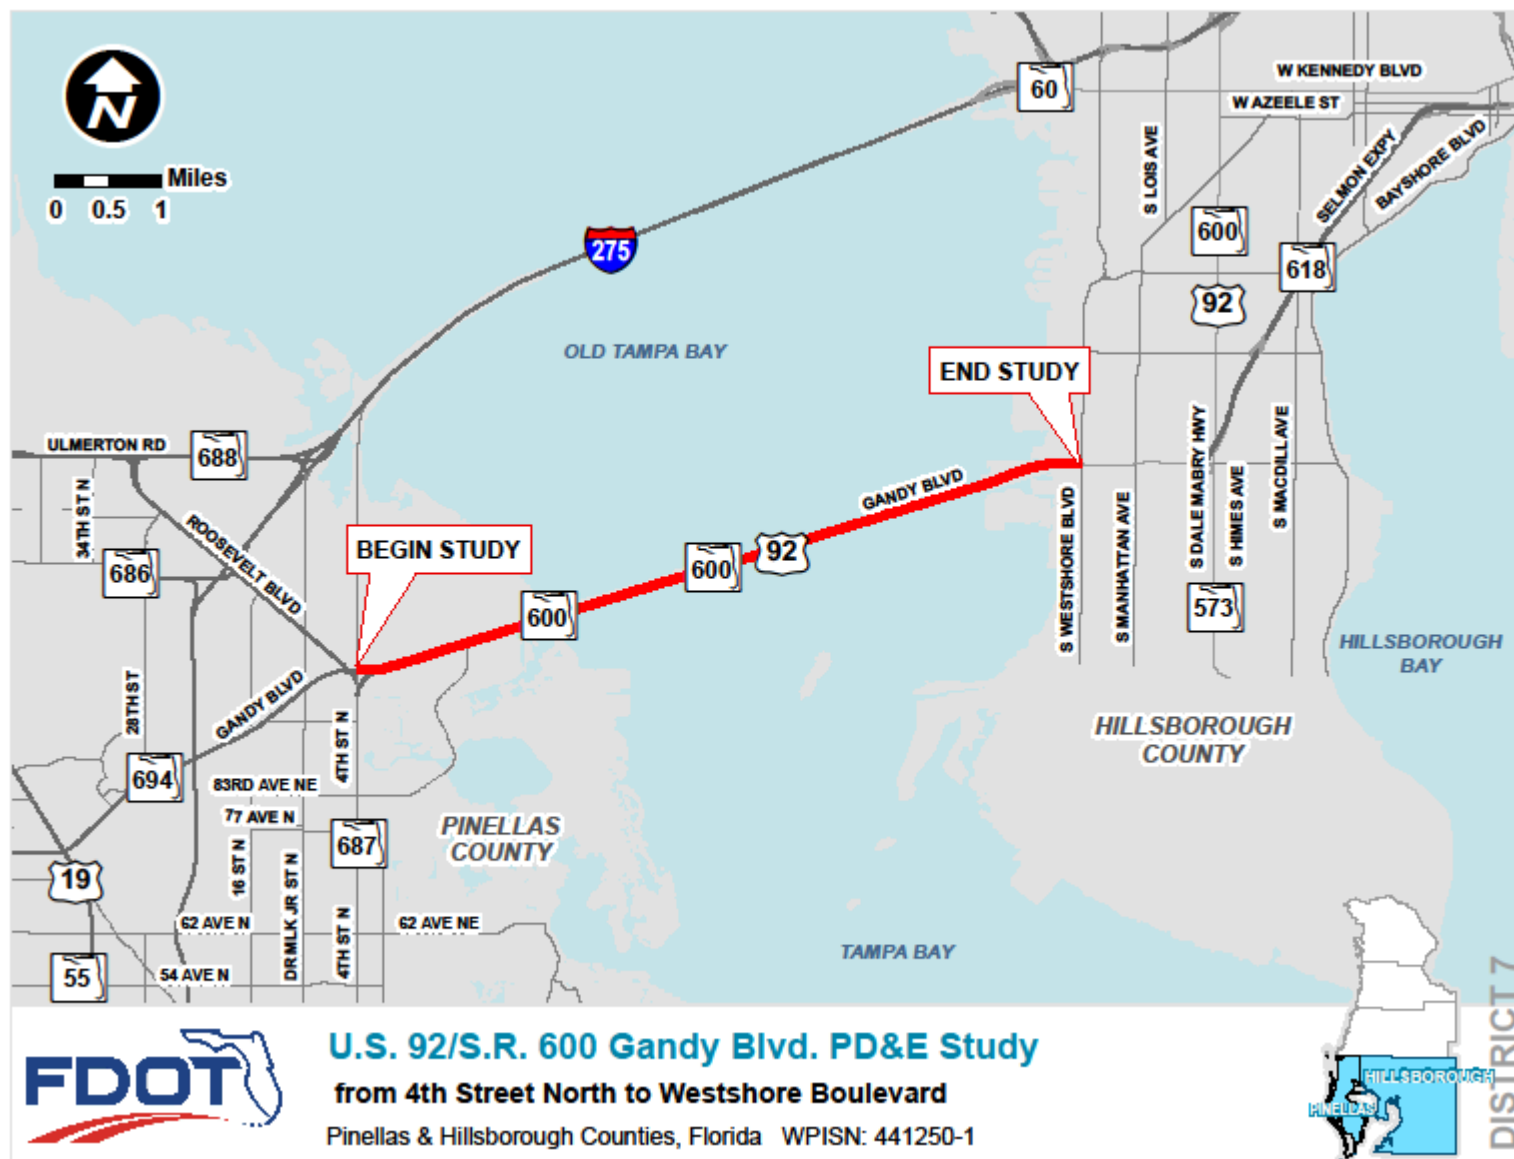 N
Miles
0 0.5 1
60
W KENNEDY BLVD
W AZEELE ST
S LOIS AVE
SELMON EXPY
BAYSHORE BLVD
600
275
618
92
OLD TAMPA BAY
END STUDY
ULMERTON RD
688
34TH ST N
ROOSEVELT BLVD
686
BEGIN STUDY
GANDY BLVD
600
92
600
S WESTSHORE BLVD
S MANHATTAN AVE
S DALE MABRY HWY
S HIMES AVE
S MACDILL AVE
573
HILLSBOROUGH
BAY
28TH ST
GANDY BLVD
4TH ST N
694
83RD AVE NE
77 AVE N
HILLSBOROUGH
COUNTY
PINELLAS
COUNTY
687
19
16 ST N
DR MLK JR ST N
4TH ST N
62 AVE N
62 AVE NE
55
54 AVE N
TAMPA BAY
FDOT
U.S. 92/S.R. 600 Gandy Blvd. PD&E Study
from 4th Street North to Westshore Boulevard
Pinellas & Hillsborough Counties, Florida WPISN: 441250-1
HILLSBOROUGH
PINELLAS
DISTRICT 7